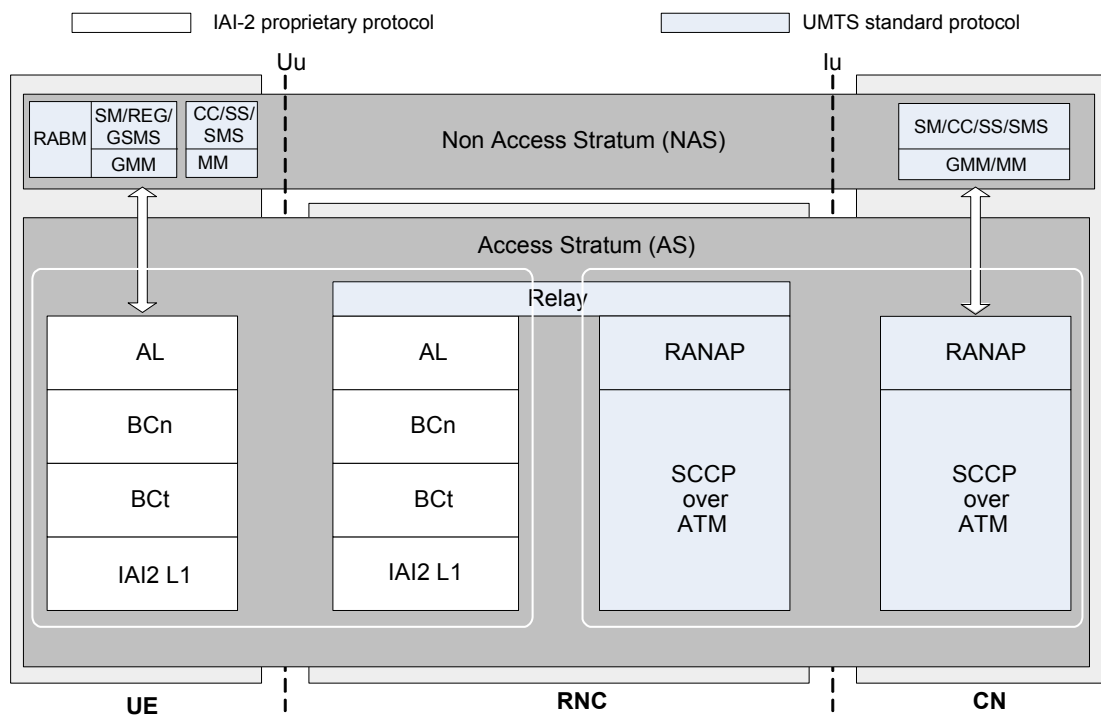 IAI-2 proprietary protocol
UMTS standard protocol
Uu
Iu
RABM
SM/REG/
GSMS
GMM
CC/SS/
SMS
MM
Non Access Stratum (NAS)
SM/CC/SS/SMS
GMM/MM
Access Stratum (AS)
Relay
AL
BCn
BCt
IAI2 L1
AL
BCn
BCt
IAI2 L1
RANAP
SCCP
over
ATM
RANAP
SCCP
over
ATM
UE
RNC
CN